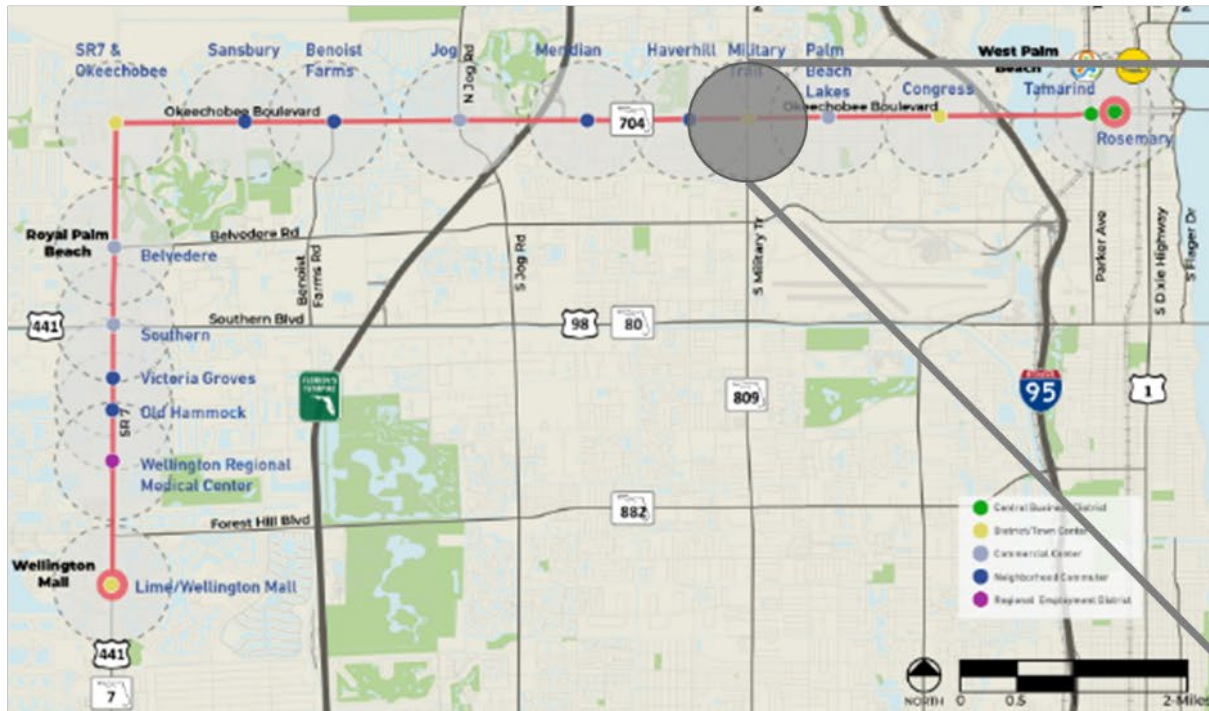 SR7 &
Okeechobee
Sansbury
Benoist
Farms
Jog
N Jog Rd
Meridian
Haverhill
Military
Trail
Palm
Beach
Lakes
Congress
West Palm
Beach
Tamarind
Okeechobee Boulevard
704
Okeechobee Boulevard
Rosemary
Royal Palm
Beach
Belvedere
Belvedere Rd
Benoist
Farms Rd
S Jog Rd
S Military Tr
Parker Ave
S Dixie Highway
S Flager Dr
441
Southern Blvd
98
80
Southern
Victoria Groves
Old Hammock
SR 7
Wellington Regional
Medical Center
809
95
1
Forest Hill Blvd
882
Wellington
Mall
Lime/Wellington Mall
Central Business District
District/Town Center
Commercial Center
Neighborhood Commuter
Regional Employment District
441
7
NORTH
0 0.5 2-Miles